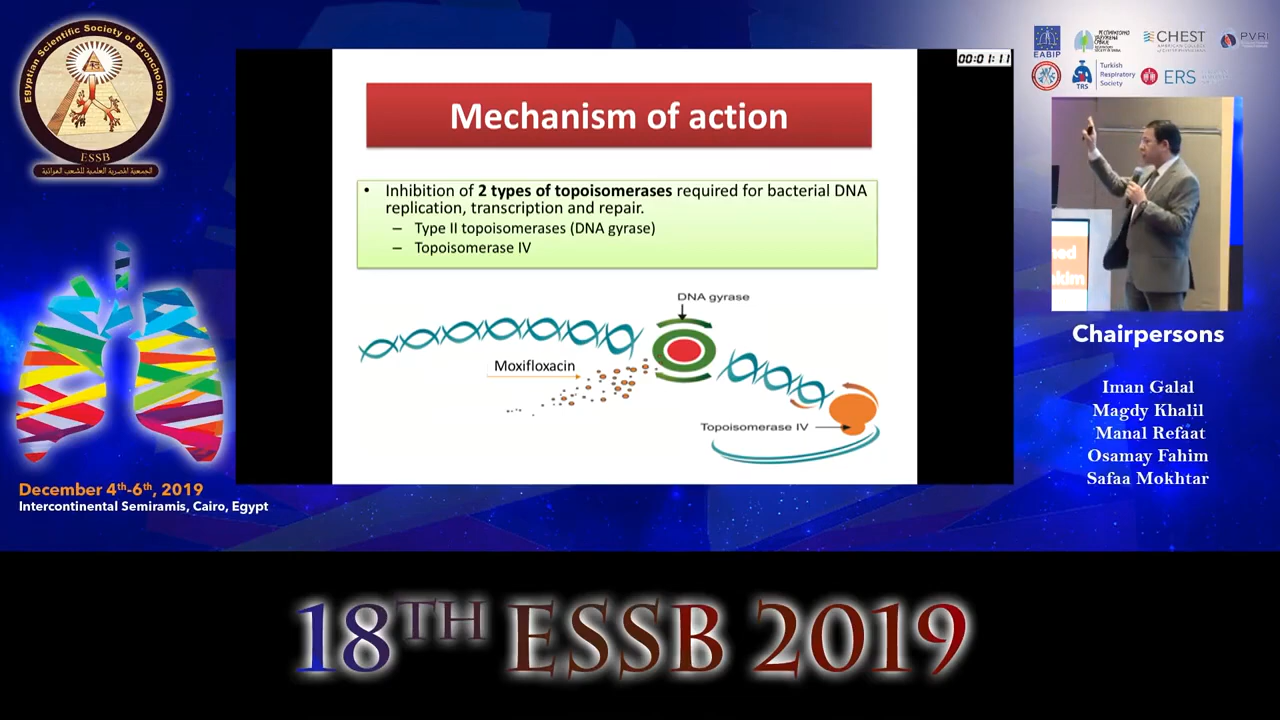 Egyptian Scientific Society of Bronchology
ESSB
الجمعية المصرية العلمية للشعب الهوائية
December 4th-6th, 2019
Intercontinental Semiramis, Cairo, Egypt
00:01:11
Mechanism of action
• Inhibition of 2 types of topoisomerases required for bacterial DNA
replication, transcription and repair.
– Type II topoisomerases (DNA gyrase)
– Topoisomerase IV
DNA gyrase
Moxifloxacin
Topoisomerase IV
EABIP
CHEST
PVRI
TRS
Turkish
Respiratory
Society
ERS
Chairpersons
Iman Galal
Magdy Khalil
Manal Refaat
Osamay Fahim
Safaa Mokhtar
18TH ESSB 2019